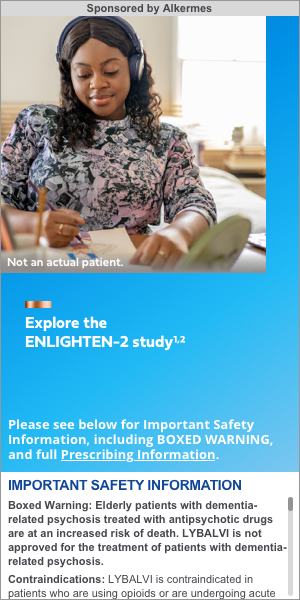 Sponsored by Alkermes
Not an actual patient.
Explore the
ENLIGHTEN-2 study¹,²
Please see below for Important Safety
Information, including BOXED WARNING,
and full Prescribing Information.
IMPORTANT SAFETY INFORMATION
Boxed Warning: Elderly patients with dementia-
related psychosis treated with antipsychotic drugs
are at an increased risk of death. LYBALVI is not
approved for the treatment of patients with dementia-
related psychosis.
Contraindications: LYBALVI is contraindicated in
patients who are using opioids or are undergoing acute